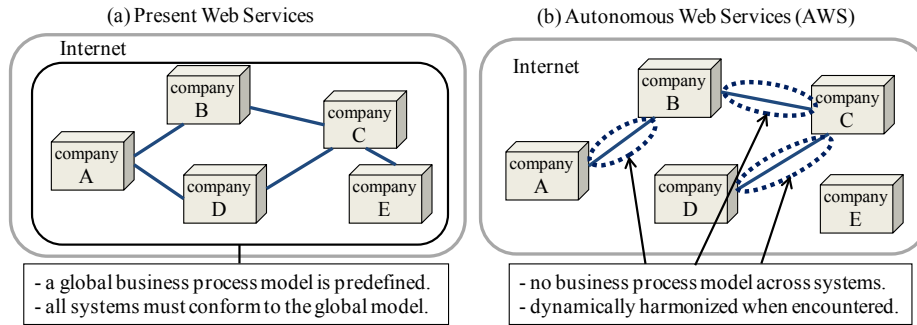 (a) Present Web Services
Internet
company
B
company
C
company
A
company
D
company
E
- a global business process model is predefined.
- all systems must conform to the global model.
(b) Autonomous Web Services (AWS)
Internet
company
B
company
C
company
A
company
D
company
E
- no business process model across systems.
- dynamically harmonized when encountered.